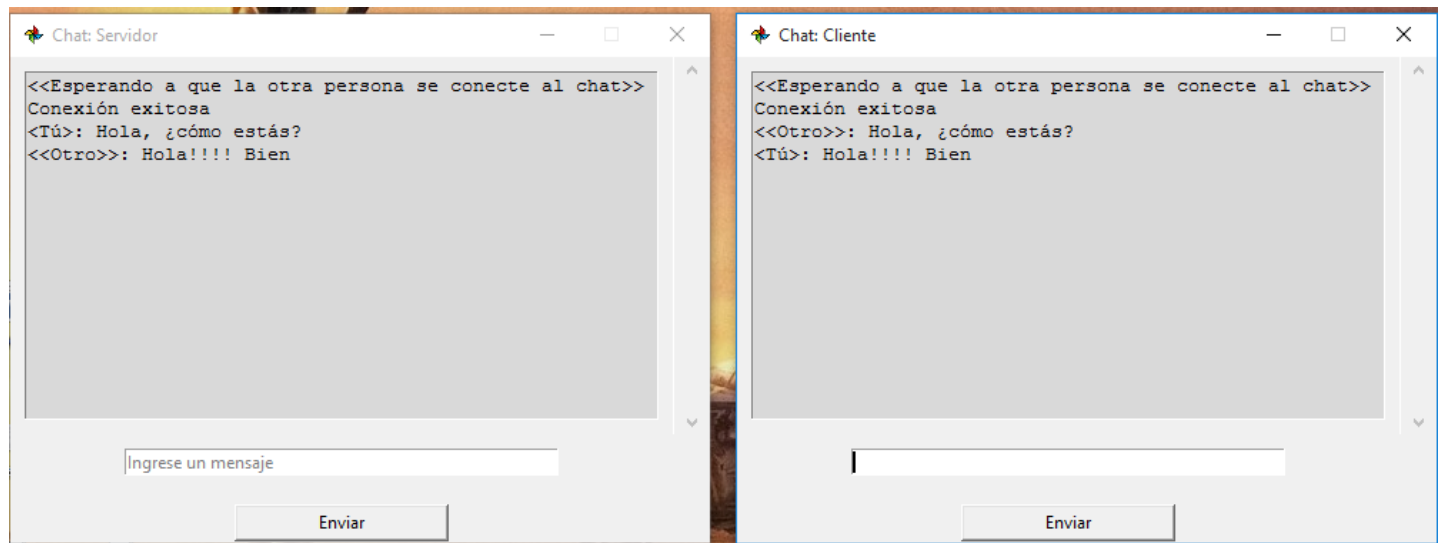 Chat: Servidor
<<Esperando a que la otra persona se conecte al chat>>
Conexión exitosa
<Tú>: Hola, ¿cómo estás?
<<Otro>>: Hola!!!! Bien
Ingrese un mensaje
Enviar
Chat: Cliente
<<Esperando a que la otra persona se conecte al chat>>
Conexión exitosa
<<Otro>>: Hola, ¿cómo estás?
<Tú>: Hola!!!! Bien
Enviar